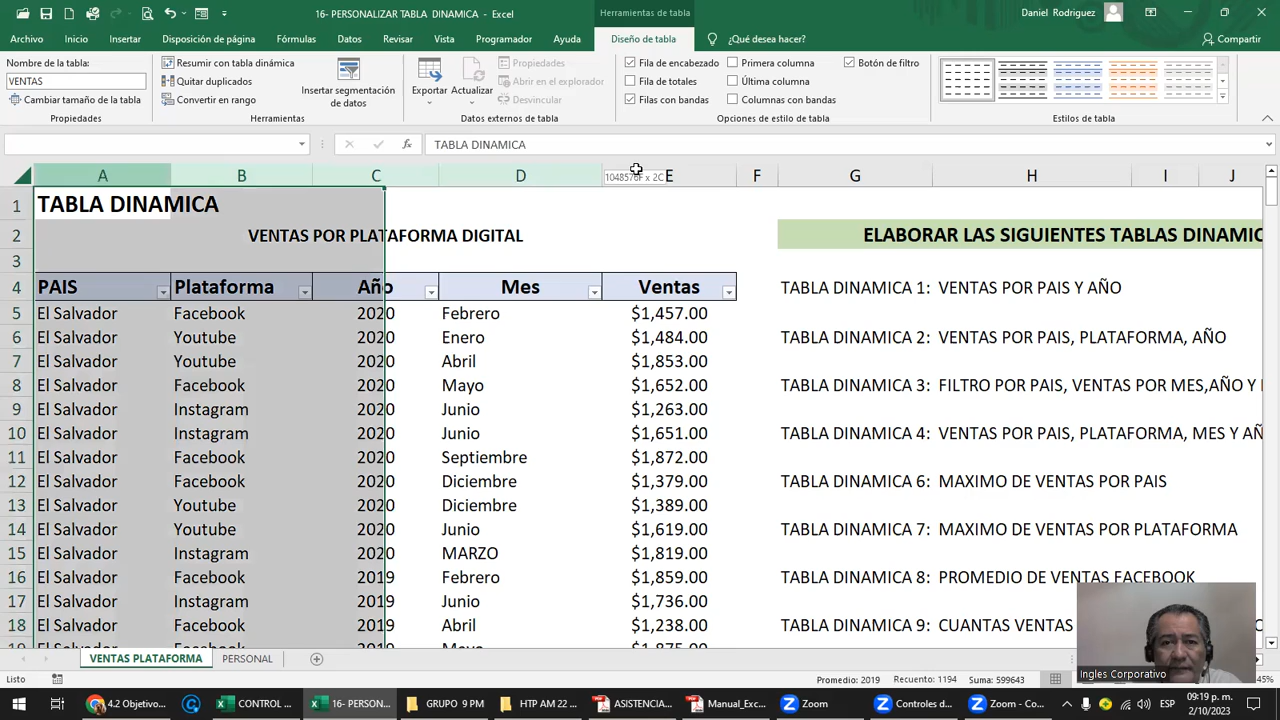 16- PERSONALIZAR TABLA  DINAMICA  -  Excel
Herramientas de tabla
Daniel Rodriguez
Archivo Inicio Insertar Disposición de página Fórmulas Datos Revisar Vista Programador Ayuda Diseño de tabla ¿Qué desea hacer? Compartir
Nombre de la tabla:
VENTAS
Cambiar tamaño de la tabla
Propiedades
Resumir con tabla dinámica
Quitar duplicados
Convertir en rango
Insertar segmentación
de datos
Herramientas
Exportar
Actualizar
Propiedades
Abrir en el explorador
Desvincular
Datos externos de tabla
Fila de encabezado
Fila de totales
Filas con bandas
Primera columna
Última columna
Columnas con bandas
Botón de filtro
Opciones de estilo de tabla
Estilos de tabla
fx TABLA DINAMICA
A B C D E F G H I J
1048576F x 2C
1 TABLA DINAMICA
2 VENTAS POR PLATAFORMA DIGITAL ELABORAR LAS SIGUIENTES TABLAS DINAMIC
3
4 PAIS Plataforma Año Mes Ventas TABLA DINAMICA 1: VENTAS POR PAIS Y AÑO
5 El Salvador Facebook 2020 Febrero $1,457.00
6 El Salvador Youtube 2020 Enero $1,484.00 TABLA DINAMICA 2: VENTAS POR PAIS, PLATAFORMA, AÑO
7 El Salvador Youtube 2020 Abril $1,853.00
8 El Salvador Facebook 2020 Mayo $1,652.00 TABLA DINAMICA 3: FILTRO POR PAIS, VENTAS POR MES,AÑO Y
9 El Salvador Instagram 2020 Junio $1,263.00
10 El Salvador Instagram 2020 Junio $1,651.00 TABLA DINAMICA 4: VENTAS POR PAIS, PLATAFORMA, MES Y AÑ
11 El Salvador Facebook 2020 Septiembre $1,872.00
12 El Salvador Facebook 2020 Diciembre $1,379.00 TABLA DINAMICA 6: MAXIMO DE VENTAS POR PAIS
13 El Salvador Youtube 2020 Diciembre $1,389.00
14 El Salvador Youtube 2020 Junio $1,619.00 TABLA DINAMICA 7: MAXIMO DE VENTAS POR PLATAFORMA
15 El Salvador Instagram 2020 MARZO $1,819.00
16 El Salvador Facebook 2019 Febrero $1,859.00 TABLA DINAMICA 8: PROMEDIO DE VENTAS FACEBOOK
17 El Salvador Instagram 2019 Junio $1,736.00
18 El Salvador Facebook 2019 Abril $1,238.00 TABLA DINAMICA 9: CUANTAS VENTAS
Ingles Corporativo
VENTAS PLATAFORMA PERSONAL
Listo Promedio: 2019 Recuento: 1194 Suma: 599643 45%
4.2 Objetivo... CONTROL ... 16- PERSONA... GRUPO 9 PM HTP AM 22 ... ASISTENCIA... Manual_Exc... Zoom Controles d... Zoom - Co... ESP 09:19 p. m.
2/10/2023